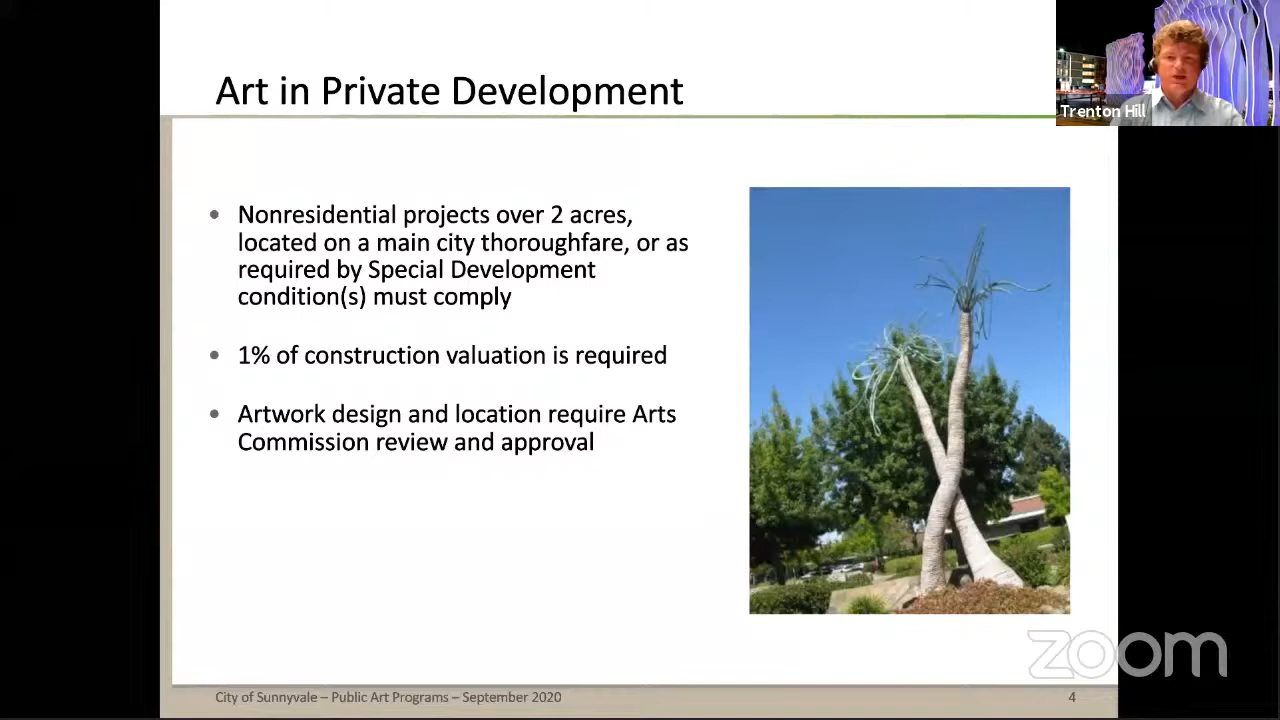 Art in Private Development
Trenton Hill
• Nonresidential projects over 2 acres,
located on a main city thoroughfare, or as
required by Special Development
condition(s) must comply
• 1% of construction valuation is required
• Artwork design and location require Arts
Commission review and approval
zoom
City of Sunnyvale – Public Art Programs – September 2020
4